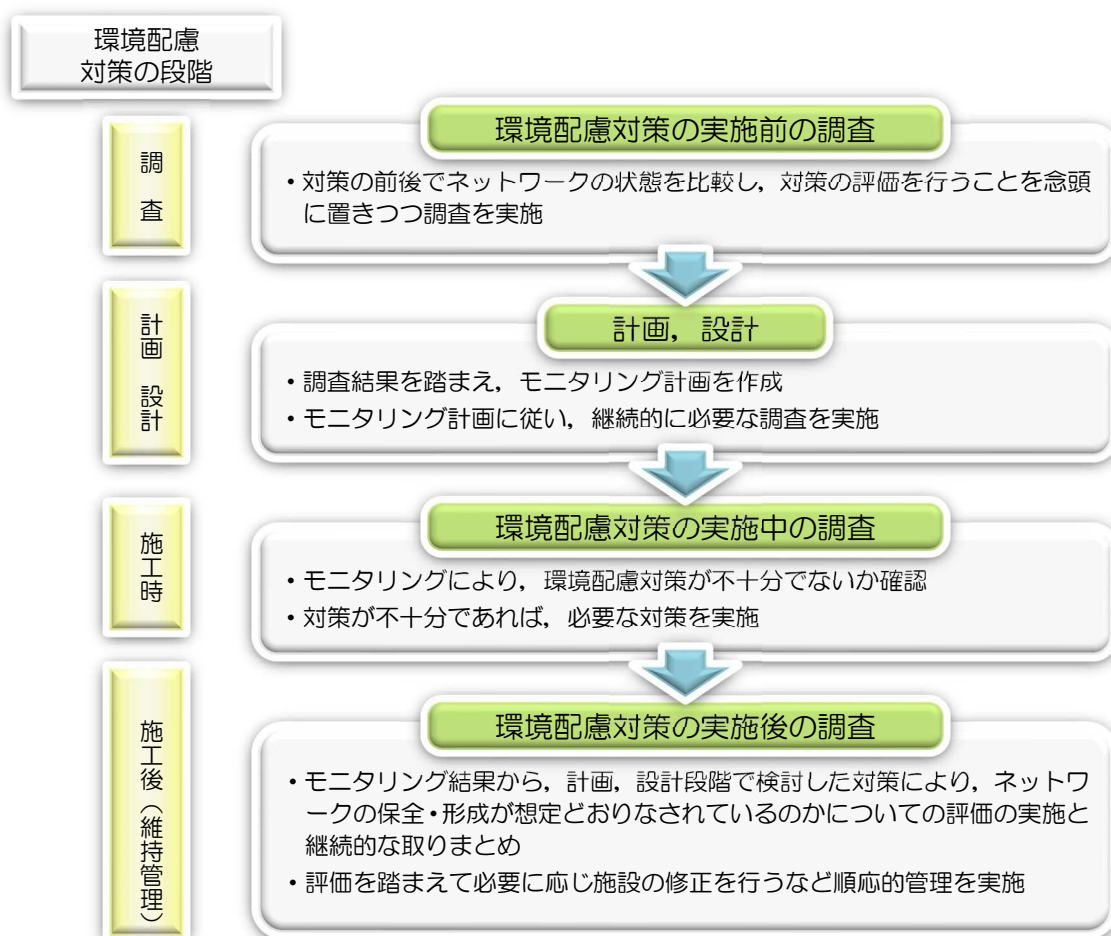 環境配慮
対策の段階
調査
環境配慮対策の実施前の調査
・対策の前後でネットワークの状態を比較し，対策の評価を行うことを念頭
に置きつつ調査を実施
計画 設計
計画，設計
・調査結果を踏まえ，モニタリング計画を作成
・モニタリング計画に従い，継続的に必要な調査を実施
施工時
環境配慮対策の実施中の調査
・モニタリングにより，環境配慮対策が不十分でないか確認
・対策が不十分であれば，必要な対策を実施
施工後（維持管理）
環境配慮対策の実施後の調査
・モニタリング結果から，計画，設計段階で検討した対策により，ネットワ
ークの保全・形成が想定どおりなされているのかについての評価の実施と
継続的な取りまとめ
・評価を踏まえて必要に応じ施設の修正を行うなど順応的管理を実施